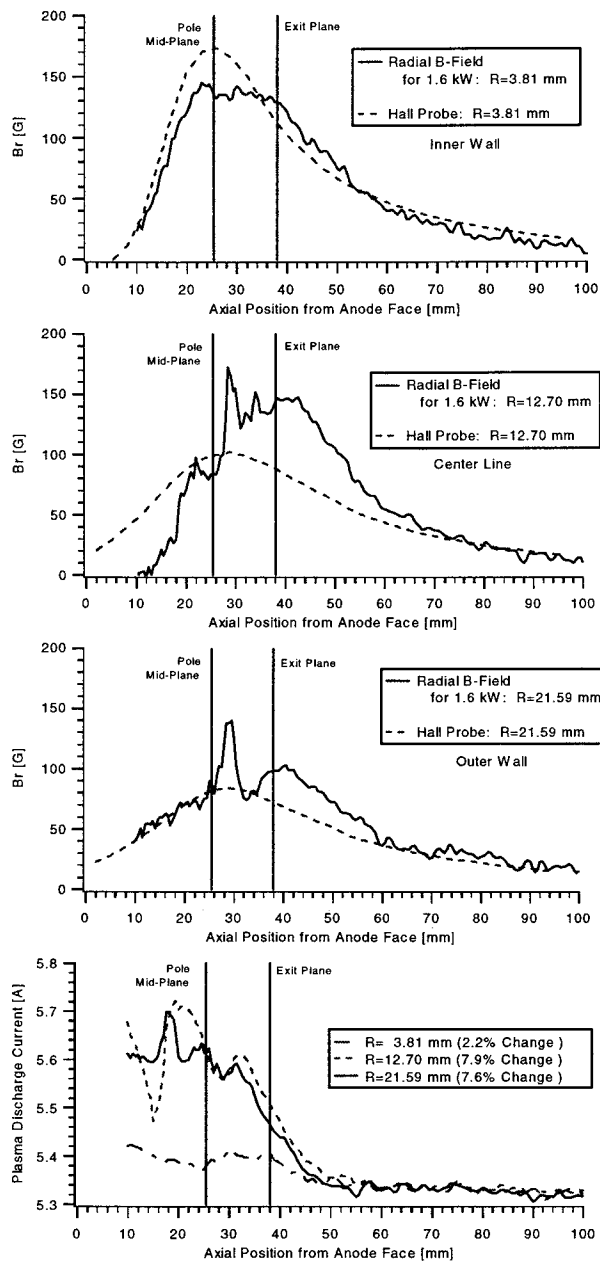 200
Pole
Mid-Plane
Exit Plane
Radial B-Field
for 1.6 kW: R=3.81 mm
Hall Probe: R=3.81 mm
Inner Wall
150
100
50
0
Br [G]
0 10 20 30 40 50 60 70 80 90 100
Axial Position from Anode Face [mm]
200
Pole
Mid-Plane
Exit Plane
Radial B-Field
for 1.6 kW: R=12.70 mm
Hall Probe: R=12.70 mm
Center Line
150
100
50
0
Br [G]
0 10 20 30 40 50 60 70 80 90 100
Axial Position from Anode Face [mm]
200
Pole
Mid-Plane
Exit Plane
Radial B-Field
for 1.6 kW: R=21.59 mm
Hall Probe: R=21.59 mm
Outer Wall
150
100
50
0
Br [G]
0 10 20 30 40 50 60 70 80 90 100
Axial Position from Anode Face [mm]
5.8
Pole
Mid-Plane
Exit Plane
R= 3.81 mm (2.2% Change )
R=12.70 mm (7.9% Change )
R=21.59 mm (7.6% Change )
5.7
5.6
5.5
5.4
5.3
Plasma Discharge Current [A]
0 10 20 30 40 50 60 70 80 90 100
Axial Position from Anode Face [mm]